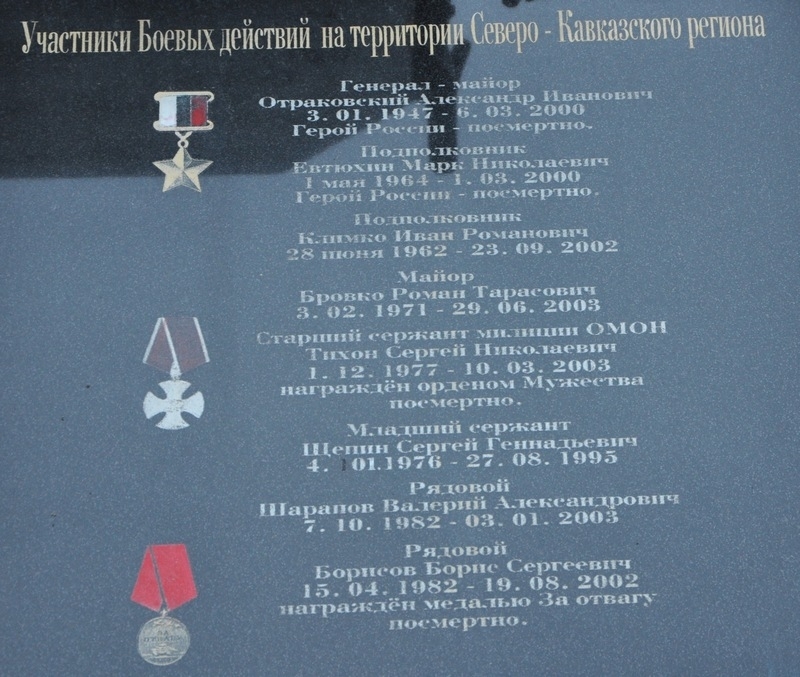 Участники Боевых действий на территории Северо - Кавказского региона
Генерал - майор
Отраковский Александр Иванович
3. 01. 1947 - 6. 03. 2000
Герой России - посмертно.
Подполковник
Евтюхин Марк Николаевич
1 мая 1964 - 1. 03. 2000
Герой России - посмертно.
Подполковник
Климко Иван Романович
28 июня 1962 - 23. 09. 2002
Майор
Бровко Роман Тарасович
3. 02. 1971 - 29. 06. 2003
Старший сержант милиции ОМОН
Тихон Сергей Николаевич
1. 12. 1977 - 10. 03. 2003
награждён орденом Мужества
посмертно.
Младший сержант
Щепин Сергей Геннадьевич
4. 01.1976 - 27. 08. 1995
Рядовой
Шарапов Валерий Александрович
7. 10. 1982 - 03. 01. 2003
Рядовой
Борисов Борис Сергеевич
15. 04. 1982 - 19. 08. 2002
награждён медалью За отвагу
посмертно.